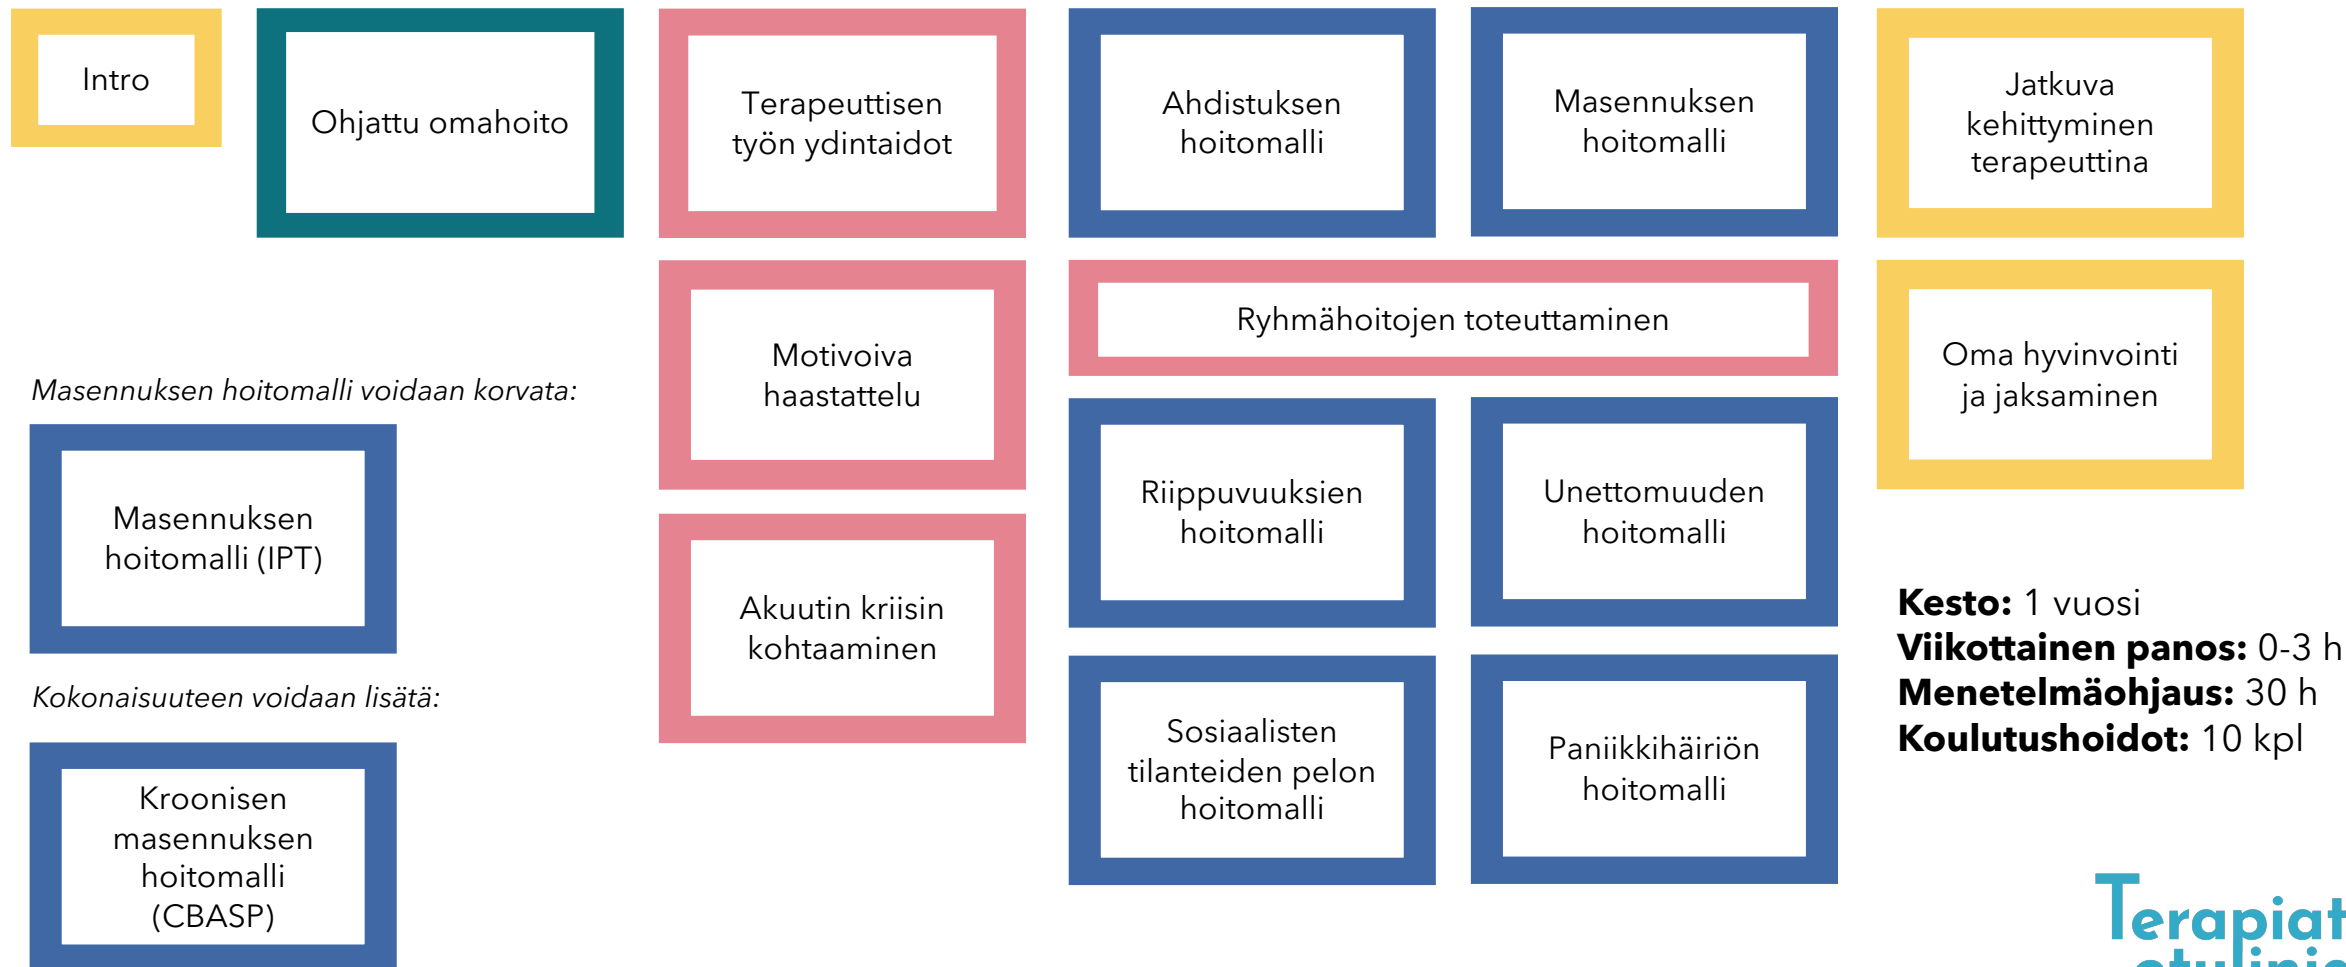 Intro
Ohjattu omahoito
Terapeuttisen
työn ydintaidot
Ahdistuksen
hoitomalli
Masennuksen
hoitomalli
Jatkuva
kehittyminen
terapeuttina
Motivoiva
haastattelu
Ryhmähoitojen toteuttaminen
Oma hyvinvointi
ja jaksaminen
Masennuksen hoitomalli voidaan korvata:
Masennuksen
hoitomalli (IPT)
Riippuvuuksien
hoitomalli
Unettomuuden
hoitomalli
Akuutin kriisin
kohtaaminen
Kesto: 1 vuosi
Viikottainen panos: 0-3 h
Menetelmäohjaus: 30 h
Koulutushoidot: 10 kpl
Kokonaisuuteen voidaan lisätä:
Kroonisen
masennuksen
hoitomalli
(CBASP)
Sosiaalisten
tilanteiden pelon
hoitomalli
Paniikkihäiriön
hoitomalli
Terapiat